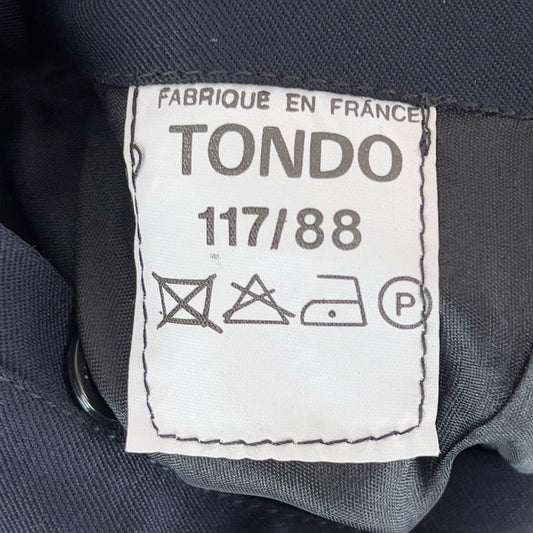 FABRIQUE EN FRANCE
TONDO
117/88
P